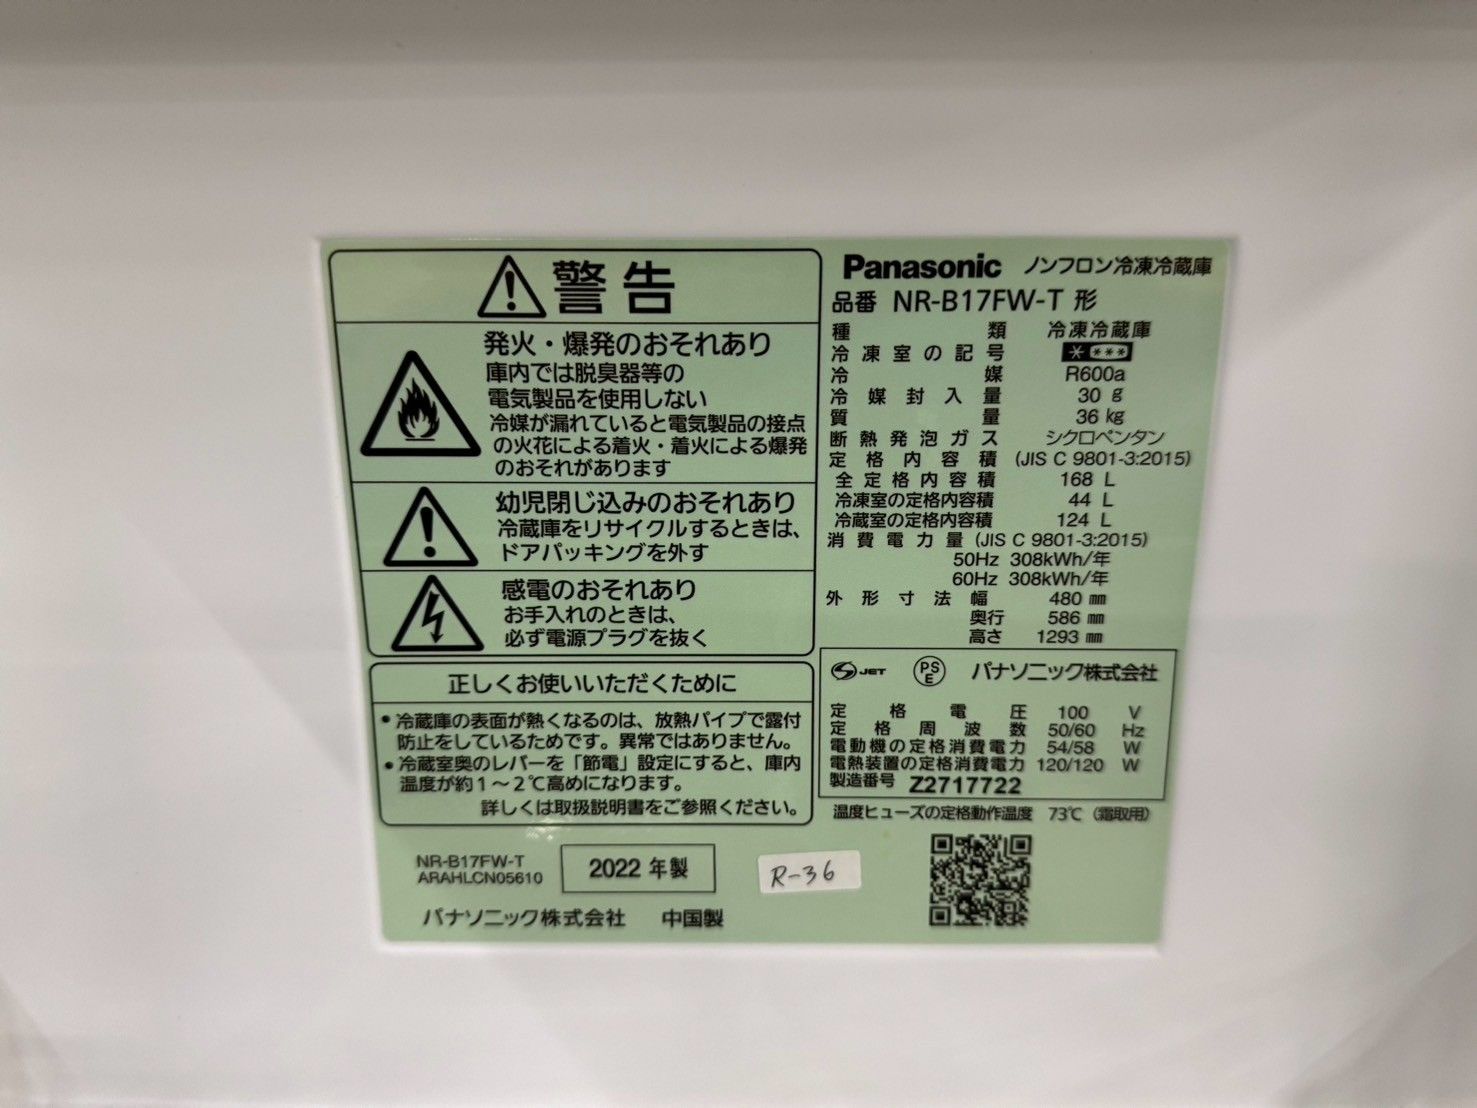 警告
発火・爆発のおそれあり
庫内では脱臭器等の
電気製品を使用しない
冷媒が漏れていると電気製品の接点
の火花による着火・着火による爆発
のおそれがあります
幼児閉じ込みのおそれあり
冷蔵庫をリサイクルするときは、
ドアパッキングを外す
感電のおそれあり
お手入れのときは、
必ず電源プラグを抜く
正しくお使いいただくために
• 冷蔵庫の表面が熱くなるのは、放熱パイプで露付
防止をしているためです。異常ではありません。
• 冷蔵室奥のレバーを「節電」設定にすると、庫内
温度が約1～2℃高めになります。
詳しくは取扱説明書をご参照ください。
NR-B17FW-T
ARAHLCN05610
2022 年製
R-36
パナソニック株式会社 中国製
Panasonic ノンフロン冷凍冷蔵庫
品番 NR-B17FW-T 形
種類 冷凍冷蔵庫
冷凍室の記号 * ***
冷媒 R600a
冷媒封入量 30 g
質量 36 kg
断熱発泡ガス シクロペンタン
定格内容積 (JIS C 9801-3:2015)
全定格内容積 168 L
冷凍室の定格内容積 44 L
冷蔵室の定格内容積 124 L
消費電力量 (JIS C 9801-3:2015)
50Hz 308kWh/年
60Hz 308kWh/年
外形寸法 幅 480 mm
奥行 586 mm
高さ 1293 mm
JET PS E パナソニック株式会社
定格電圧 100 V
定格周波数 50/60 Hz
電動機の定格消費電力 54/58 W
電熱装置の定格消費電力 120/120 W
製造番号 Z2717722
温度ヒューズの定格動作温度 73℃ (霜取用)